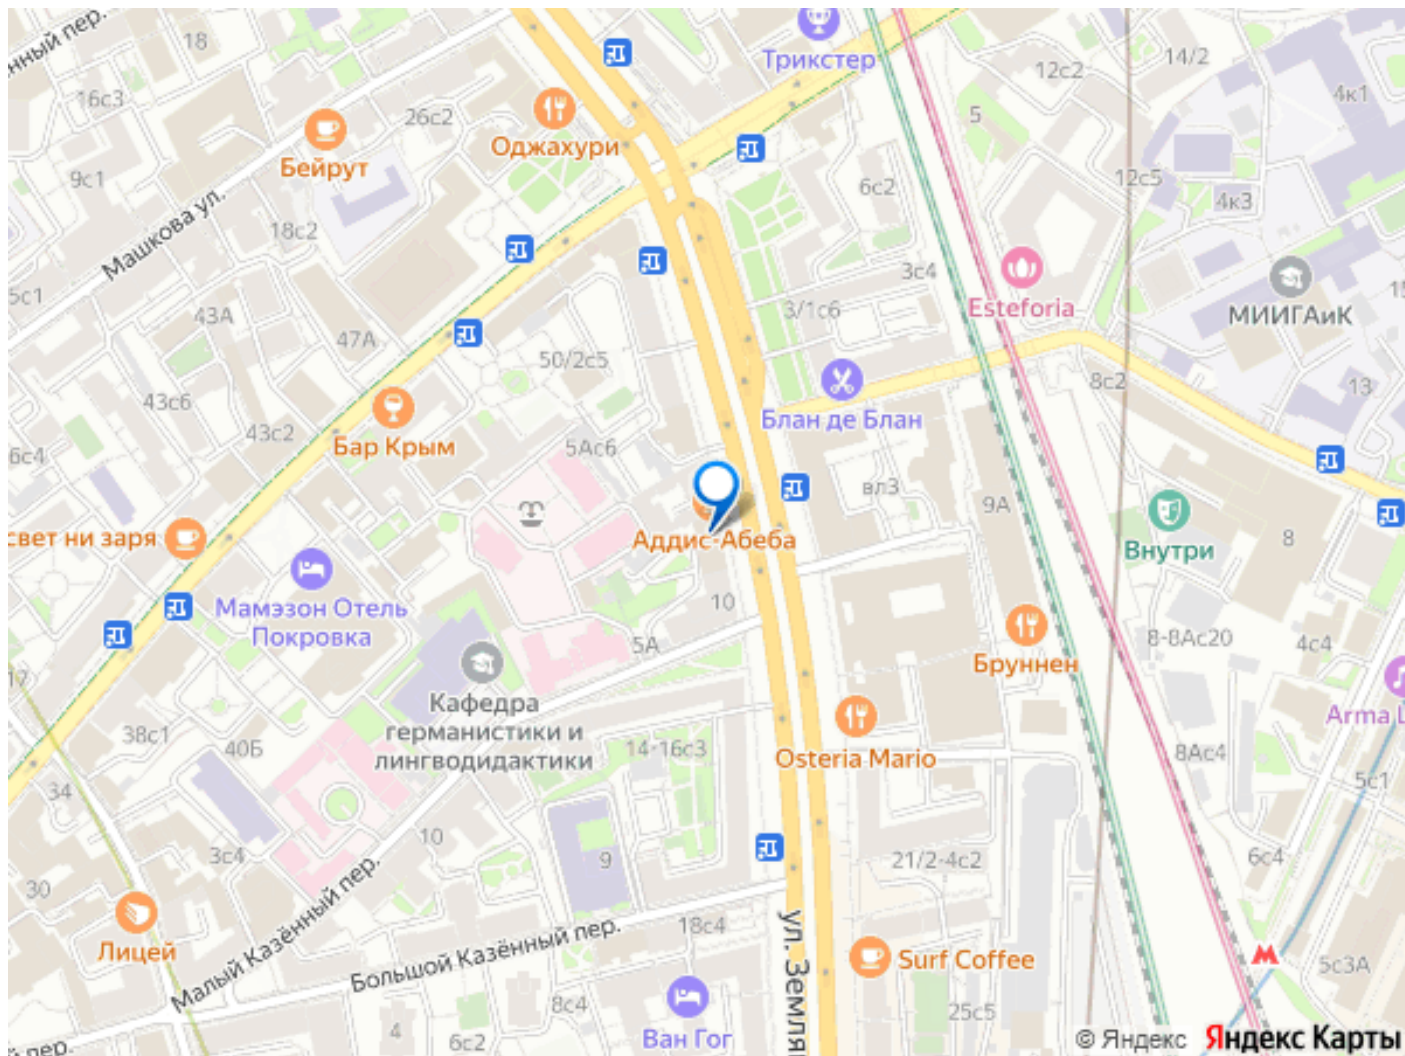 нный пер.
18
16с3
9с1
26с2
Бейрут
Оджахури
Трикстер
12с2
14/2
4к1
5
6с2
12с5
4к3
Машкова ул.
18с2
5с1
43А
47А
50/2с5
3с4
3/1с6
Esteforia
МИИГАиК
8с2
13
43с6
43с2
6с4
Бар Крым
5Ас6
Блан де Блан
вл3
9А
Внутри
8
свет ни заря
Аддис-Абеба
Мамэзон Отель
Покровка
10
5А
8-8Ас20
4с4
Бруннен
Кафедра
германистики и
лингводидактики
14-16с3
Osteria Mario
Arma L
8Ас4
5с1
17
38с1
40Б
34
3с4
10
9
21/2-4с2
6с4
30
Лицей
Малый Казённый пер.
Большой Казённый пер.
18с4
ул. Земля
Surf Coffee
5с3А
8с4
4
6с2
Ван Гог
25с5
й пер.
© Яндекс Яндекс Карты